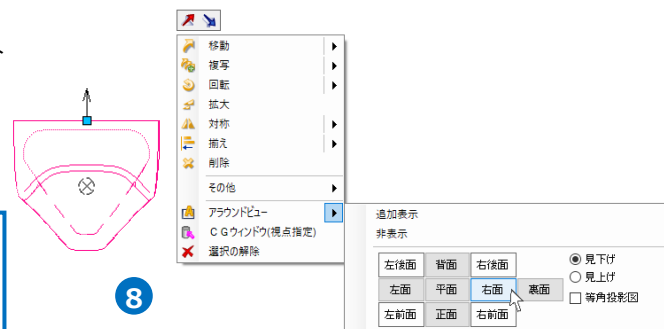 移動
複写
回転
拡大
対称
揃え
削除
その他
アラウンドビュー
ＣＧウィンドウ(視点指定)
選択の解除
追加表示
非表示
左後面 背面 右後面
左面 平面 右面 裏面
左前面 正面 右前面
見下げ
見上げ
等角投影図
8